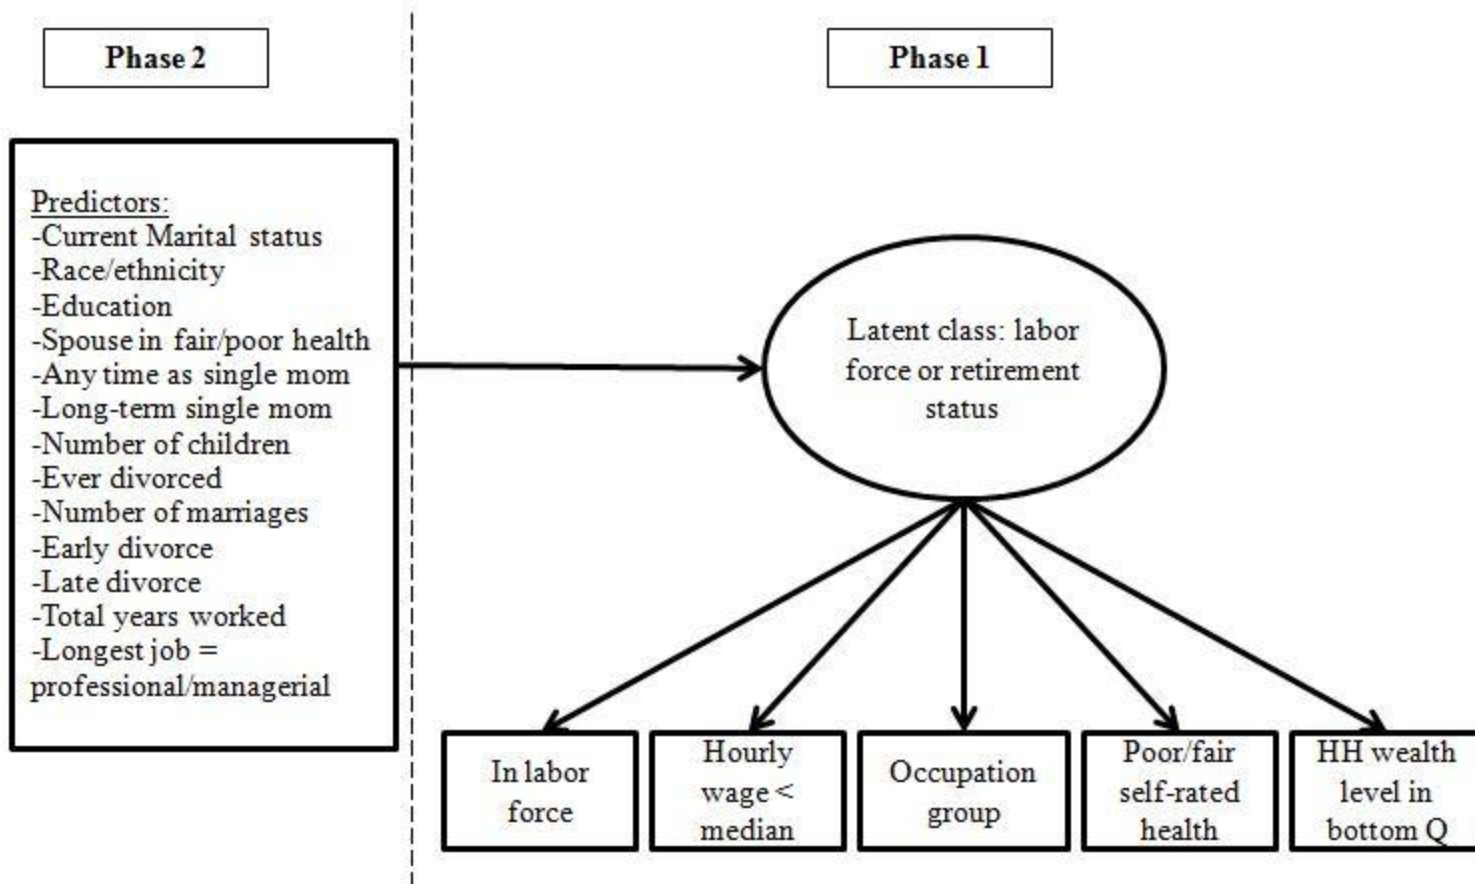 Phase 2
Phase 1
Predictors:
-Current Marital status
-Race/ethnicity
-Education
-Spouse in fair/poor health
-Any time as single mom
-Long-term single mom
-Number of children
-Ever divorced
-Number of marriages
-Early divorce
-Late divorce
-Total years worked
-Longest job =
professional/managerial
Latent class: labor
force or retirement
status
In labor
force
Hourly
wage <
median
Occupation
group
Poor/fair
self-rated
health
HH wealth
level in
bottom Q